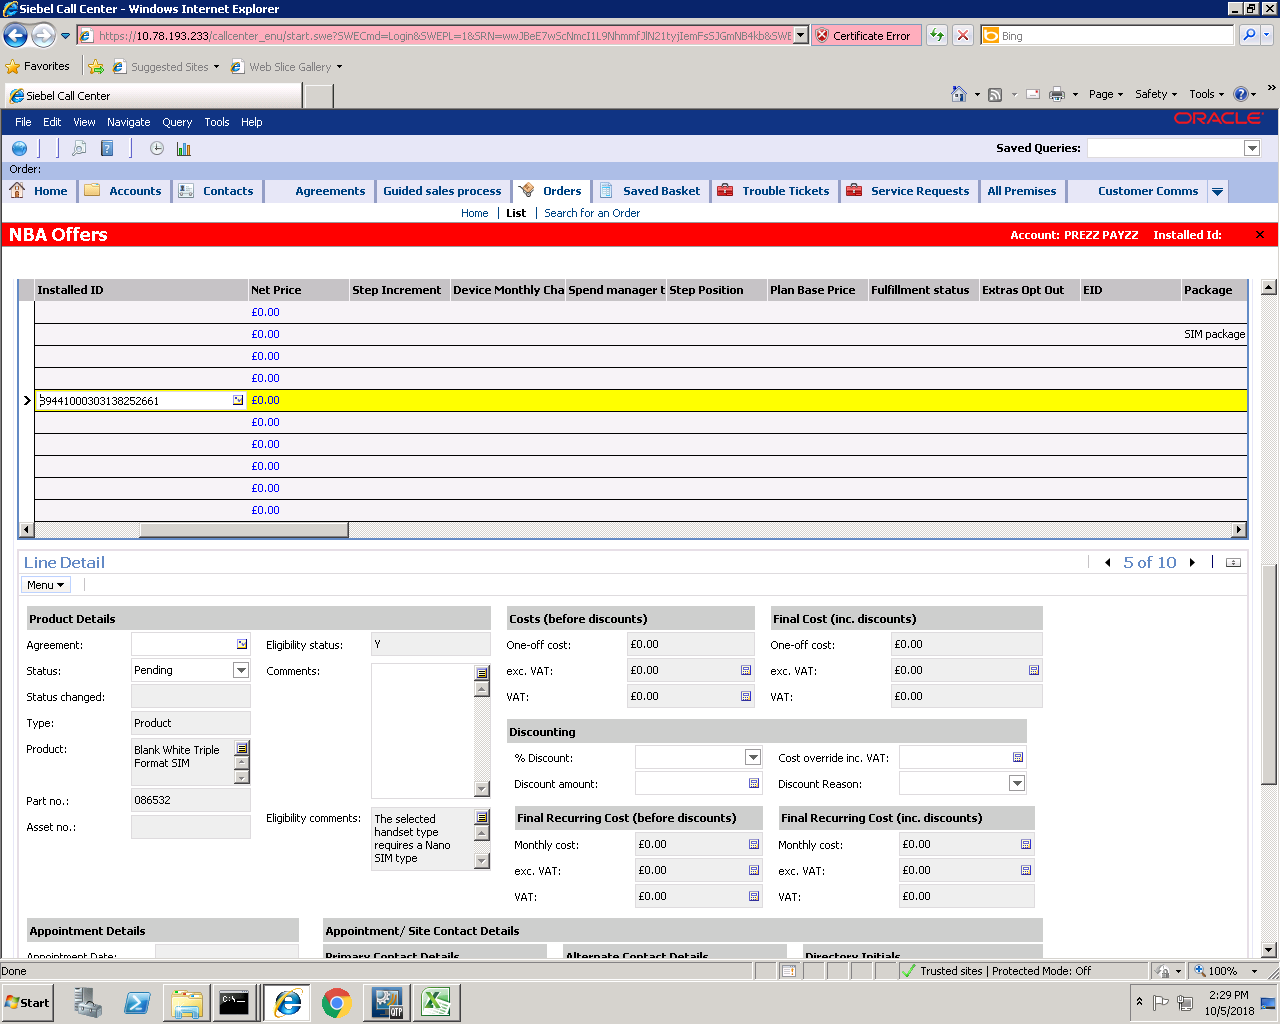 Siebel Call Center - Windows Internet Explorer
https://10.78.193.233/callcenter_enu/start.swe?SWECmd=Login&SWEPL=1&SRN=wwJBeE7wScNmcI1L9NhmmfJlN21tyjIemFsSJGmNB4kb&SWE Certificate Error Bing
Favorites Suggested Sites Web Slice Gallery
Siebel Call Center Page Safety Tools
File Edit View Navigate Query Tools Help ORACLE
Saved Queries:
Order:
Home Accounts Contacts Agreements Guided sales process Orders Saved Basket Trouble Tickets Service Requests All Premises Customer Comms
Home List Search for an Order
NBA Offers Account: PREZZ PAYZZ Installed Id:
Installed ID Net Price Step Increment Device Monthly Cha Spend manager t Step Position Plan Base Price Fulfillment status Extras Opt Out EID Package
£0.00
£0.00 SIM package
£0.00
£0.00
89441000303138252661 £0.00
£0.00
£0.00
£0.00
£0.00
£0.00
Line Detail 5 of 10
Menu
Product Details Costs (before discounts) Final Cost (inc. discounts)
Agreement: Eligibility status: Y One-off cost: £0.00 One-off cost: £0.00
Status: Pending Comments: exc. VAT: £0.00 exc. VAT: £0.00
Status changed: VAT: £0.00 VAT: £0.00
Type: Product
Discounting
Product: Blank White Triple
Format SIM
% Discount: Cost override inc. VAT:
Discount amount: Discount Reason:
Part no.: 086532
Asset no.:
Eligibility comments: The selected
handset type
requires a Nano
SIM type
Final Recurring Cost (before discounts) Final Recurring Cost (inc. discounts)
Monthly cost: £0.00 Monthly cost: £0.00
exc. VAT: £0.00 exc. VAT: £0.00
VAT: £0.00 VAT: £0.00
Appointment Details Appointment/ Site Contact Details
Appointment Date: Primary Contact Details Alternate Contact Details Directory Initials
Done Trusted sites | Protected Mode: Off 100%
Start C:\ QTP 2:29 PM
10/5/2018